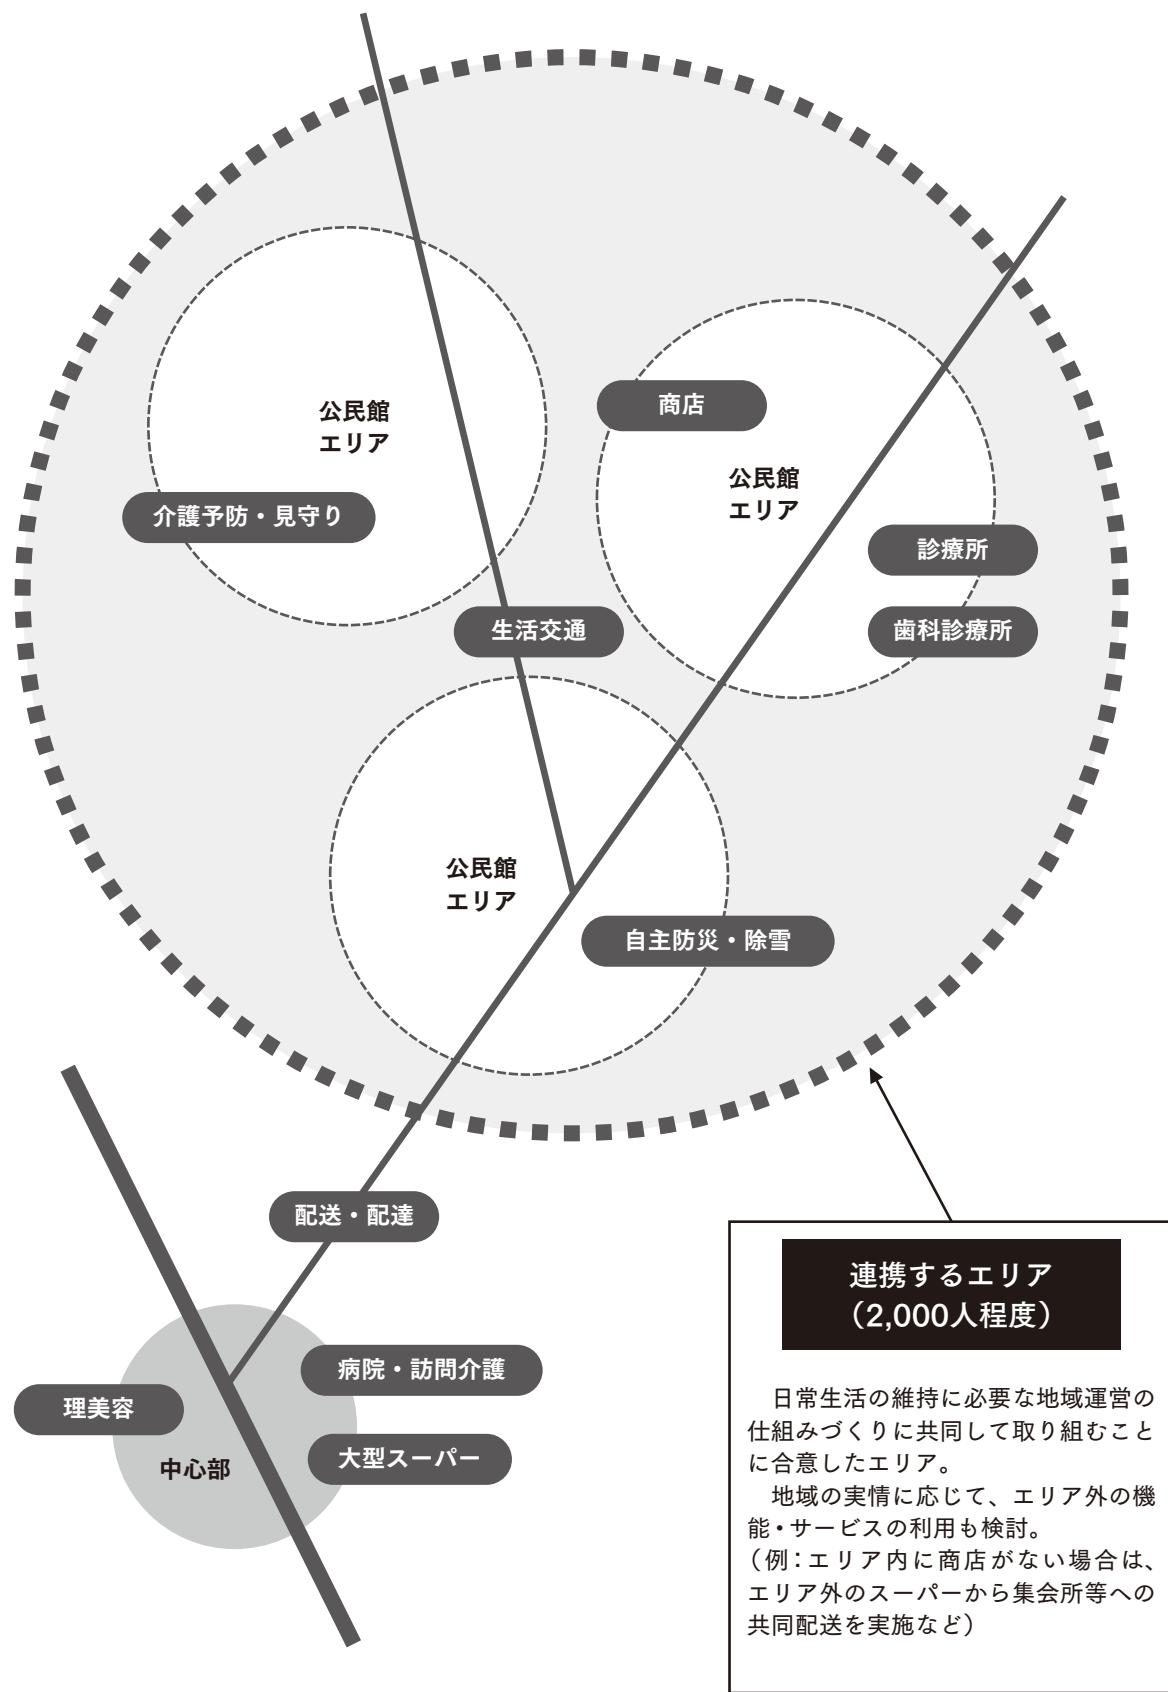 公民館
エリア
商店
公民館
エリア
介護予防・見守り
診療所
生活交通
歯科診療所
公民館
エリア
自主防災・除雪
配送・配達
病院・訪問介護
理美容
大型スーパー
中心部
連携するエリア
（2,000人程度）
日常生活の維持に必要な地域運営の
仕組みづくりに共同して取り組むこと
に合意したエリア。
地域の実情に応じて、エリア外の機
能・サービスの利用も検討。
（例：エリア内に商店がない場合は、
エリア外のスーパーから集会所等への
共同配送を実施など）